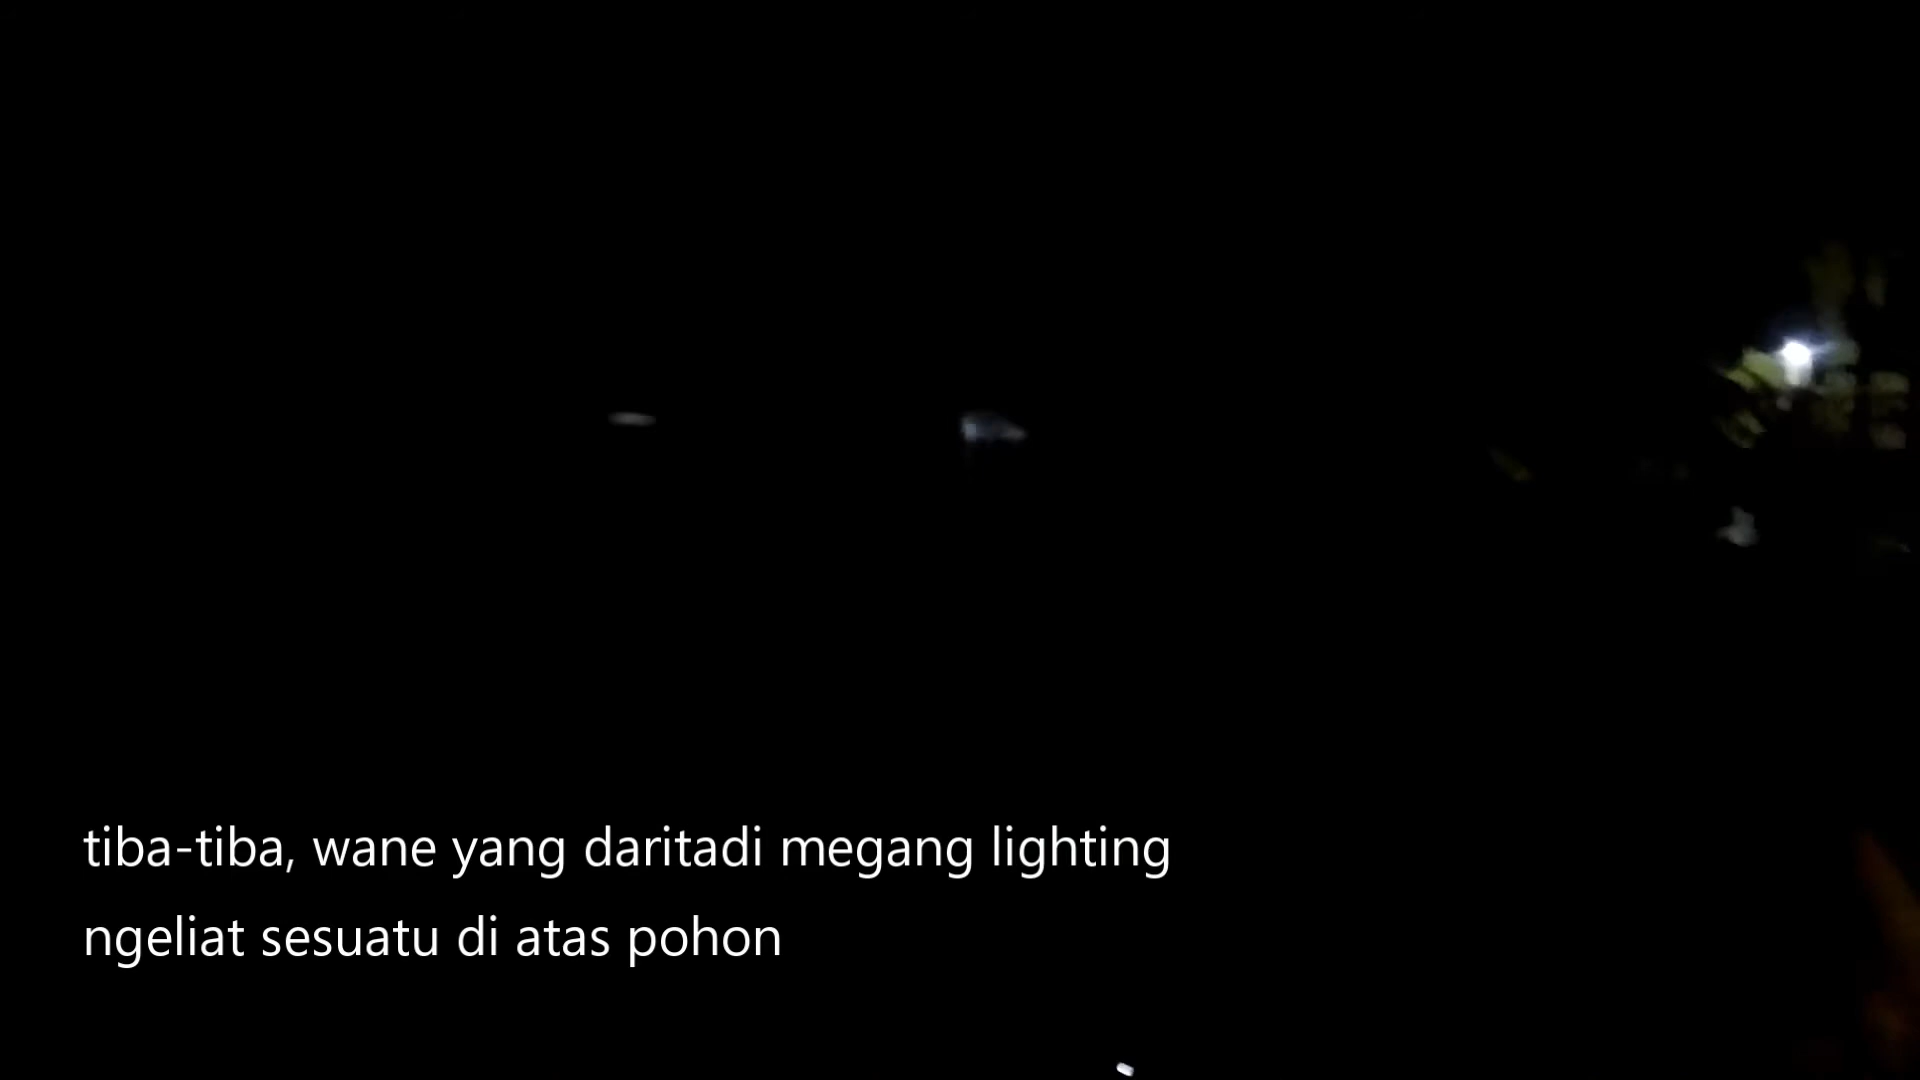 tiba-tiba, wane yang daritadi megang lighting
ngeliat sesuatu di atas pohon